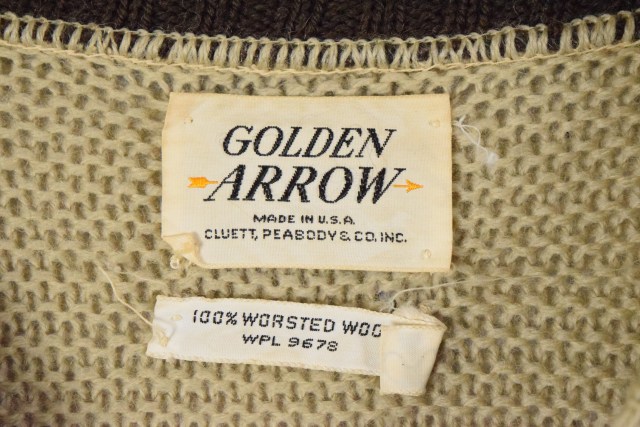 GOLDEN
ARROW
MADE IN U.S.A.
CLUETT, PEABODY & CO. INC.
100% WORSTED WOO
WPL 9678